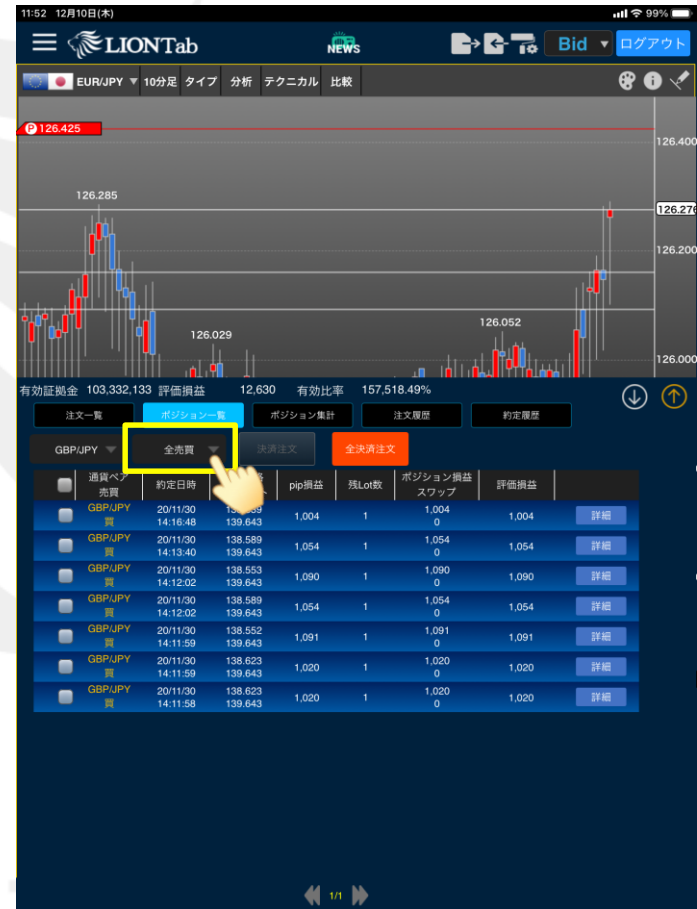 11:52 12月10日(木)
99%
LIONTab
NEWS
Bid ▼
ログアウト
EUR/JPY ▼ 10分足 タイプ 分析 テクニカル 比較
P 126.425
126.400
126.285
126.276
126.200
126.029
126.052
126.000
有効証拠金 103,332,133 評価損益 12,630 有効比率 157,518.49%
注文一覧 ポジション一覧 ポジション集計 注文履歴 約定履歴
GBP/JPY 全売買 決済注文 全決済注文
通貨ペア
売買
約定日時
pip損益
残Lot数
ポジション損益
スワップ
評価損益
GBP/JPY
買
20/11/30
14:16:48
139.643
1,004
1
1,004
0
1,004
詳細
GBP/JPY
買
20/11/30
14:13:40
138.589
139.643
1,054
1
1,054
0
1,054
詳細
GBP/JPY
買
20/11/30
14:12:02
138.553
139.643
1,090
1
1,090
0
1,090
詳細
GBP/JPY
買
20/11/30
14:12:02
138.589
139.643
1,054
1
1,054
0
1,054
詳細
GBP/JPY
買
20/11/30
14:11:59
138.552
139.643
1,091
1
1,091
0
1,091
詳細
GBP/JPY
買
20/11/30
14:11:59
138.623
139.643
1,020
1
1,020
0
1,020
詳細
GBP/JPY
買
20/11/30
14:11:58
138.623
139.643
1,020
1
1,020
0
1,020
詳細
1/1